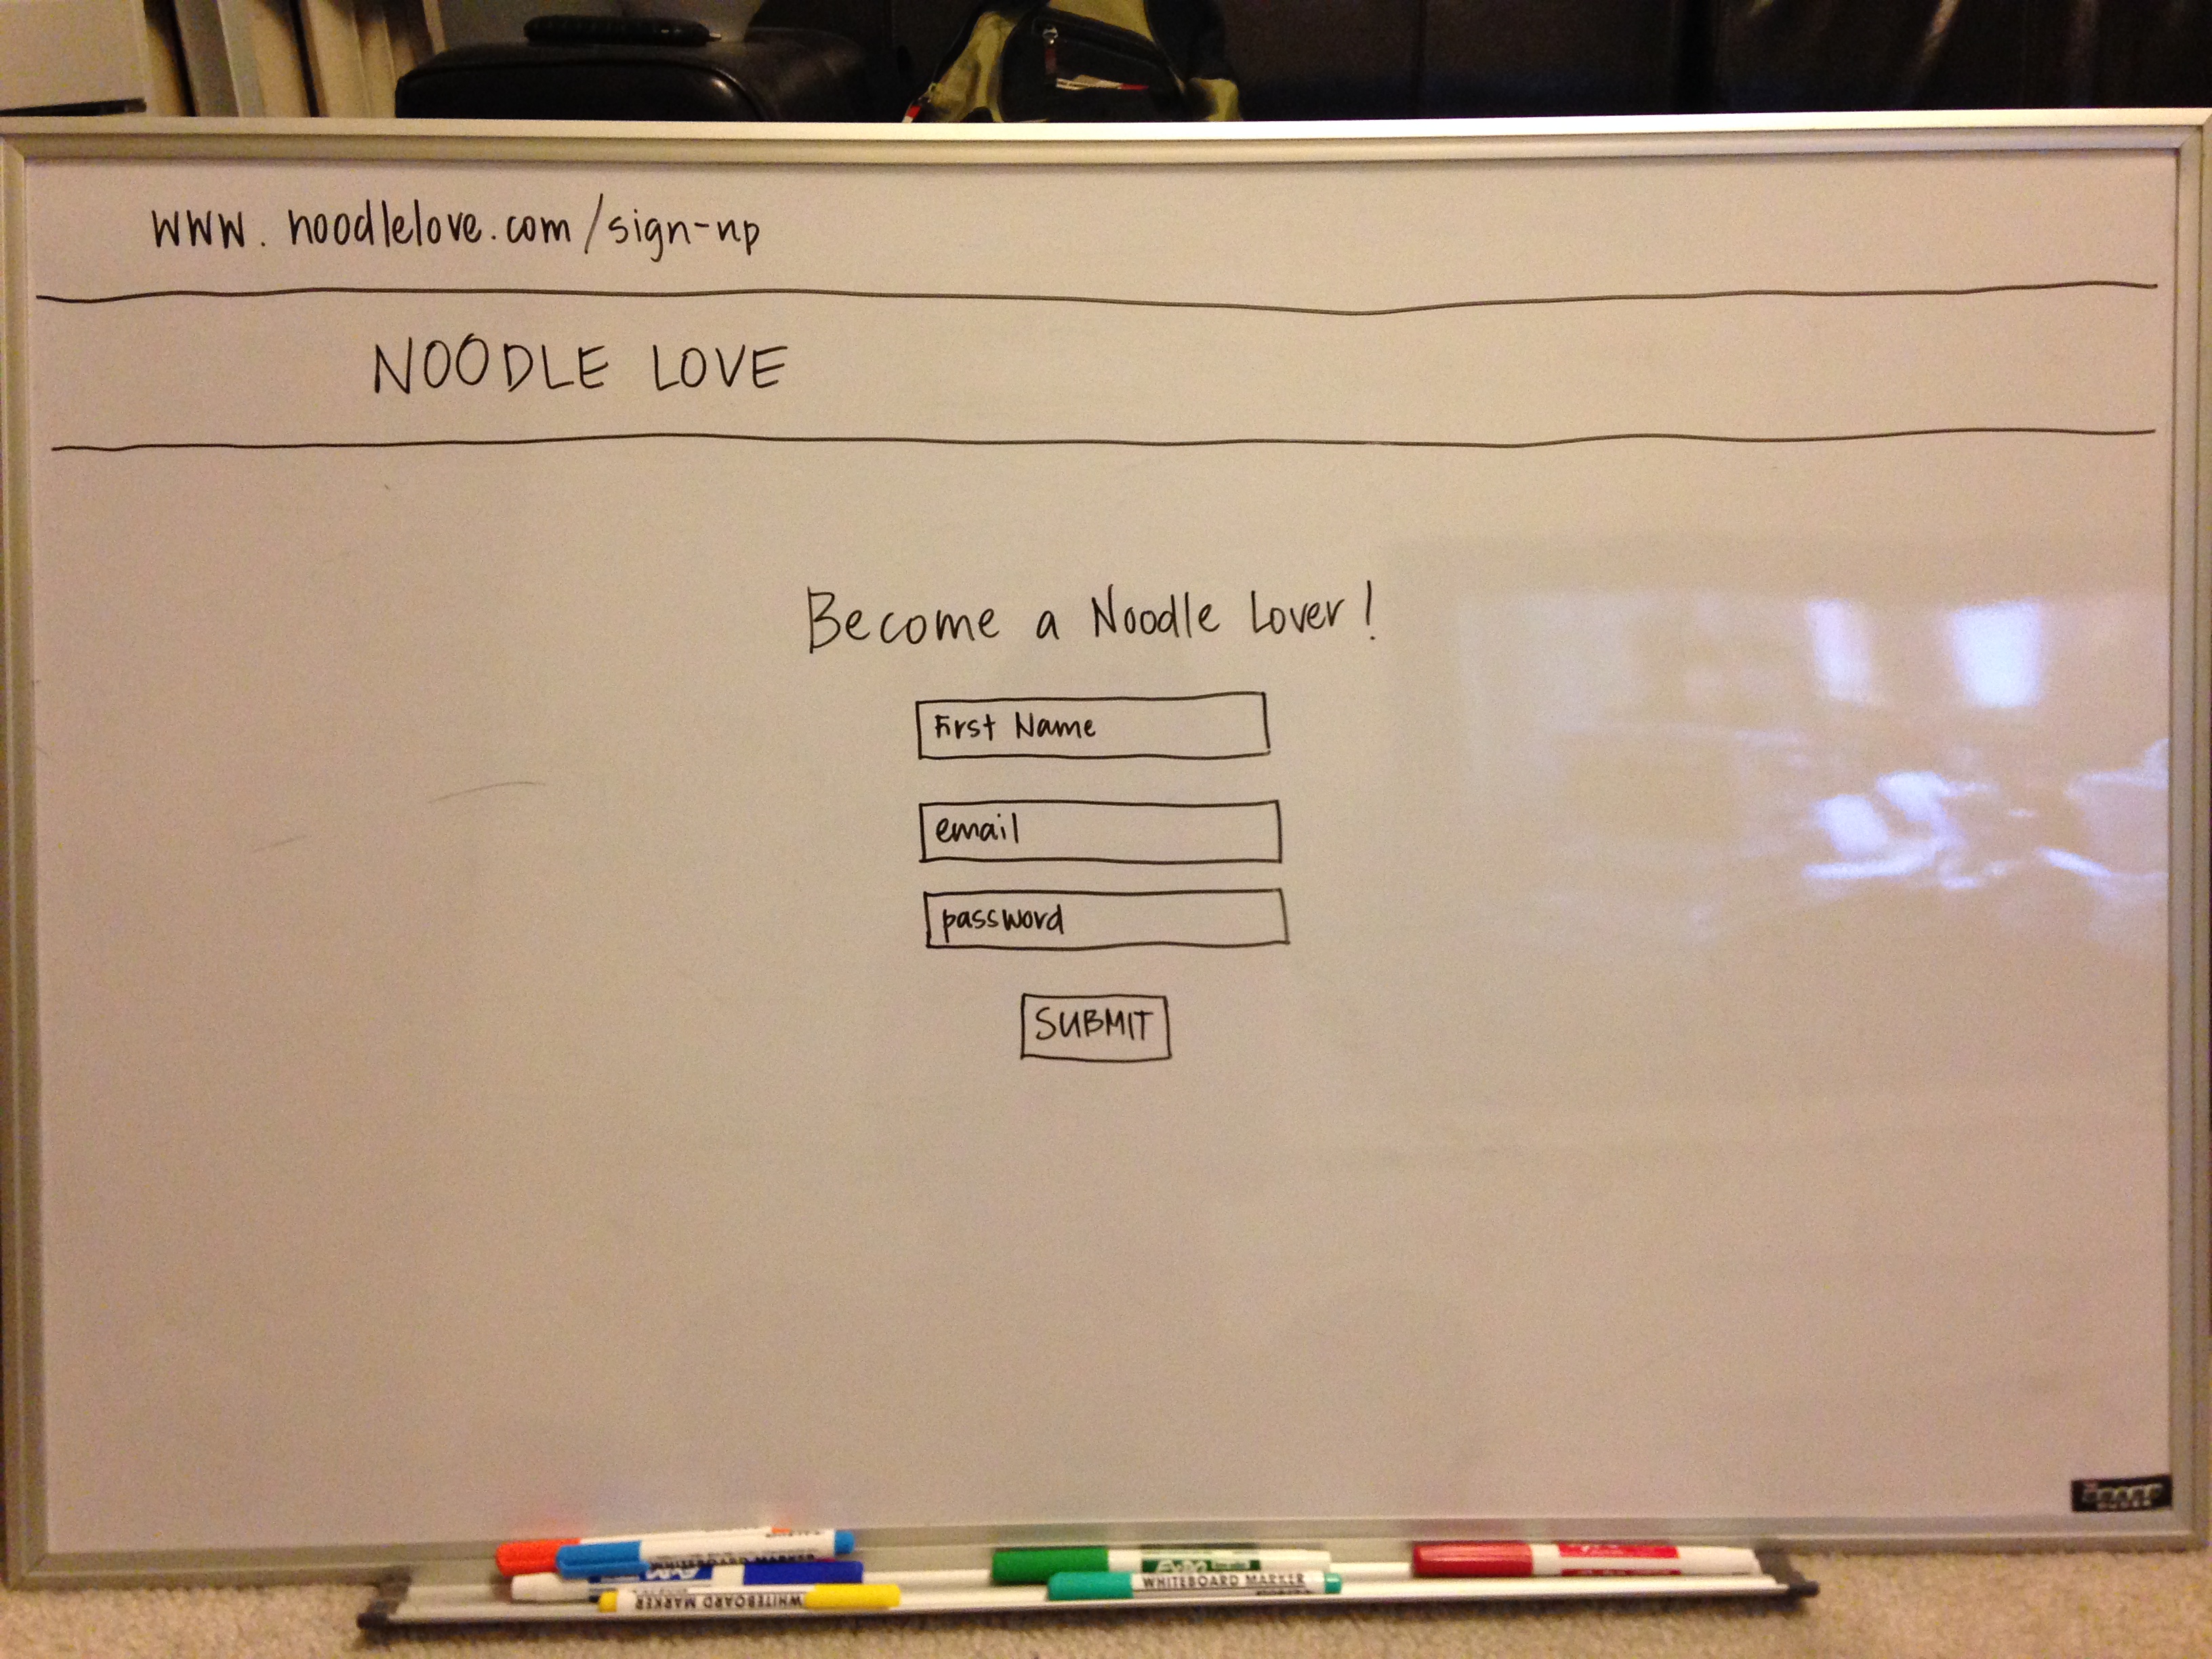 www.noodlelove.com/sign-up
NOODLE LOVE
Become a Noodle Lover!
First Name
email
password
SUBMIT
WHITEBOARD MARKER
WHITEBOARD MARKER